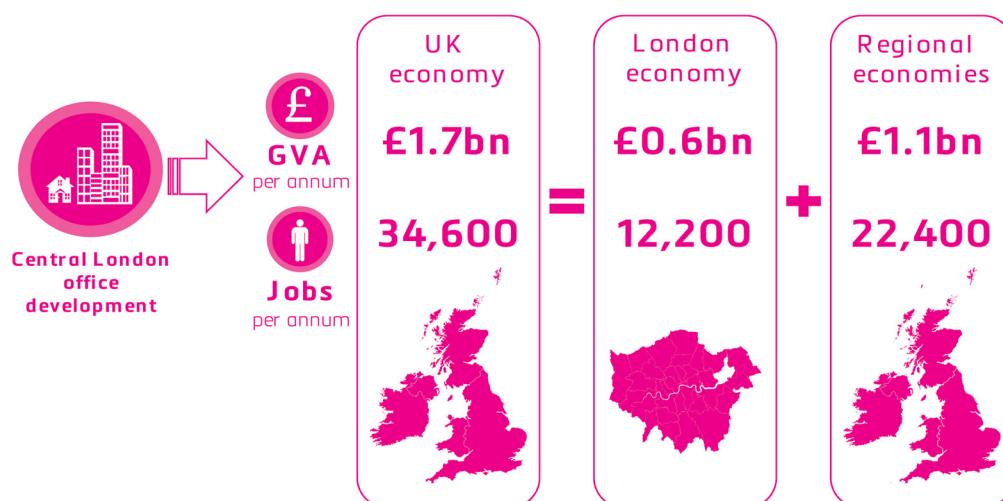 Central London
office
development
£
GVA
per annum
Jobs
per annum
UK
economy
£1.7bn
34,600
=
London
economy
£0.6bn
12,200
+
Regional
economies
£1.1bn
22,400